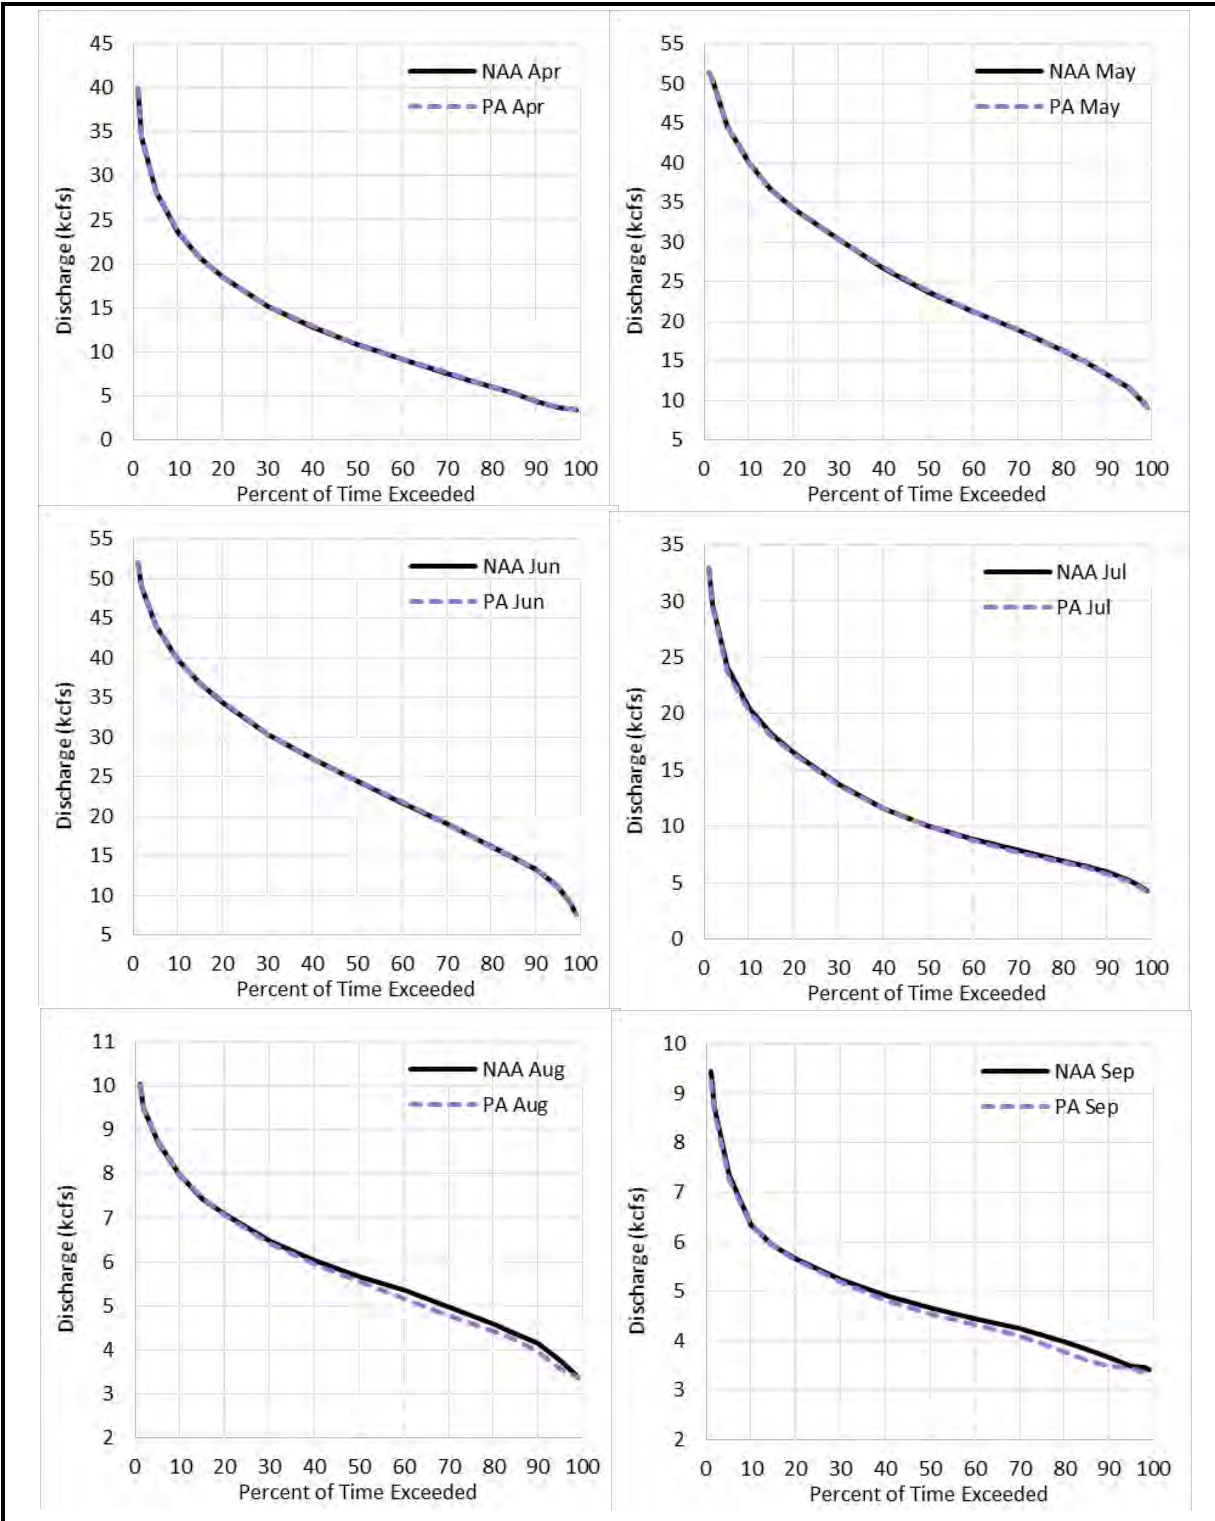 45
40
35
30
25
20
15
10
5
0
Discharge (kcfs)
NAA Apr
PA Apr
0 10 20 30 40 50 60 70 80 90 100
Percent of Time Exceeded
55
50
45
40
35
30
25
20
15
10
5
Discharge (kcfs)
NAA May
PA May
0 10 20 30 40 50 60 70 80 90 100
Percent of Time Exceeded
55
50
45
40
35
30
25
20
15
10
5
Discharge (kcfs)
NAA Jun
PA Jun
0 10 20 30 40 50 60 70 80 90 100
Percent of Time Exceeded
35
30
25
20
15
10
5
0
Discharge (kcfs)
NAA Jul
PA Jul
0 10 20 30 40 50 60 70 80 90 100
Percent of Time Exceeded
11
10
9
8
7
6
5
4
3
2
Discharge (kcfs)
NAA Aug
PA Aug
0 10 20 30 40 50 60 70 80 90 100
Percent of Time Exceeded
10
9
8
7
6
5
4
3
2
Discharge (kcfs)
NAA Sep
PA Sep
0 10 20 30 40 50 60 70 80 90 100
Percent of Time Exceeded